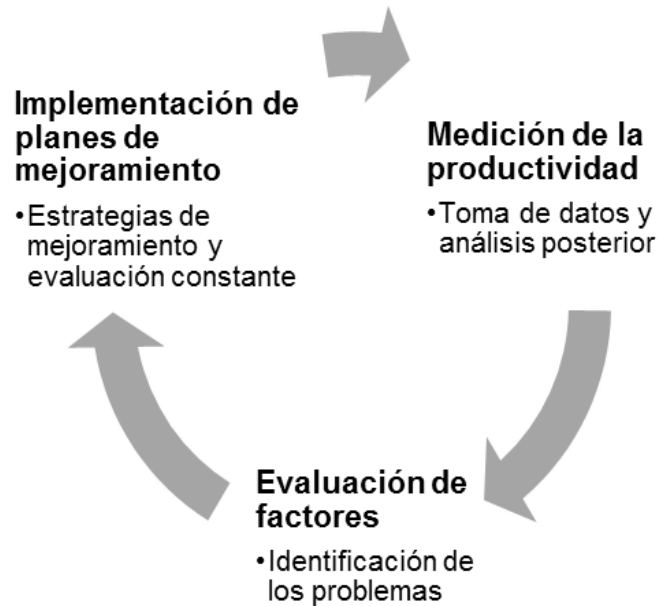 Implementación de
planes de
mejoramiento
•Estrategias de
mejoramiento y
evaluación constante
Medición de la
productividad
•Toma de datos y
análisis posterior
Evaluación de
factores
•Identificación de
los problemas